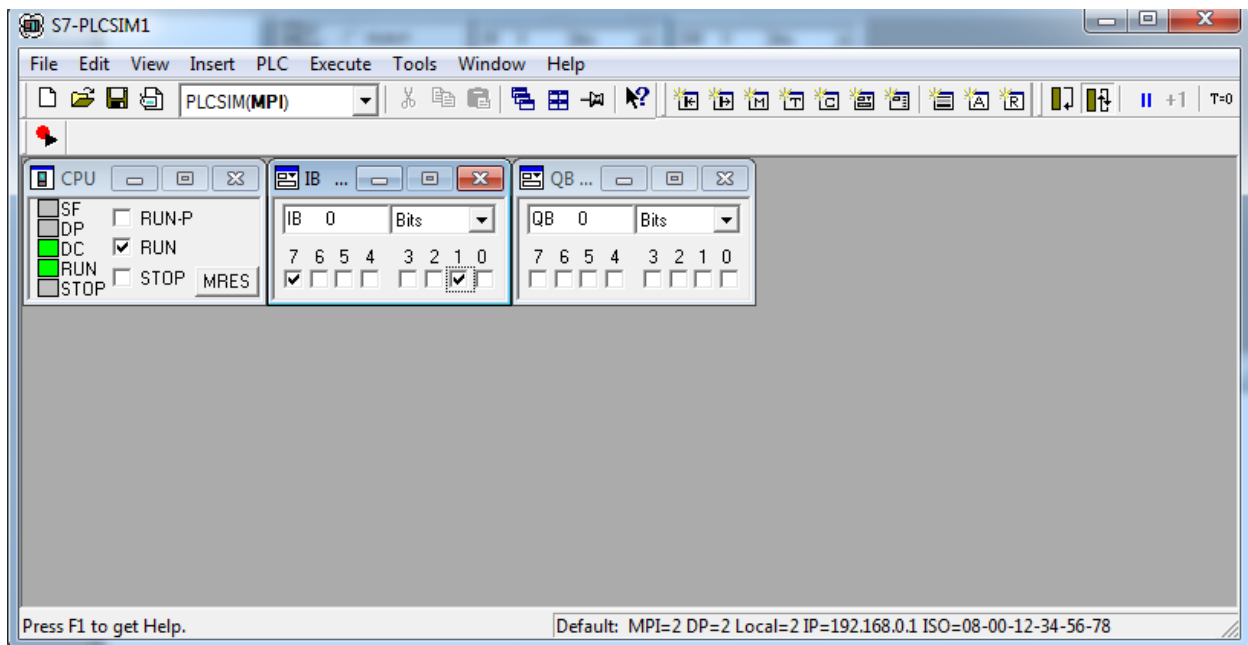 S7-PLCSIM1
File Edit View Insert PLC Execute Tools Window Help
PLCSIM(MPI) +1 T=0
CPU
SF
DP
DC
RUN
STOP
RUN-P
RUN
STOP
MRES
IB ...
IB 0 Bits
7 6 5 4 3 2 1 0
QB ...
QB 0 Bits
7 6 5 4 3 2 1 0
Press F1 to get Help.
Default: MPI=2 DP=2 Local=2 IP=192.168.0.1 ISO=08-00-12-34-56-78